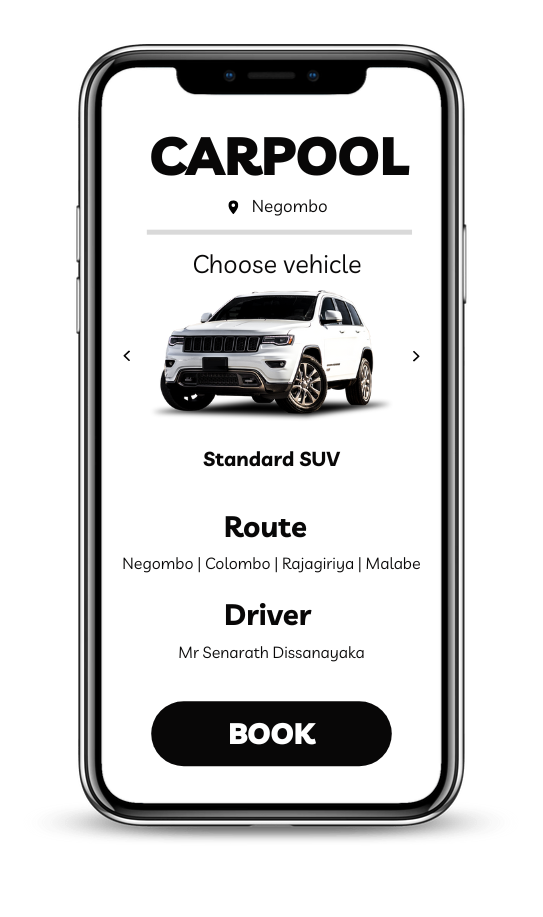 CARPOOL
Negombo
Choose vehicle
Standard SUV
Route
Negombo | Colombo | Rajagiriya | Malabe
Driver
Mr Senarath Dissanayaka
BOOK